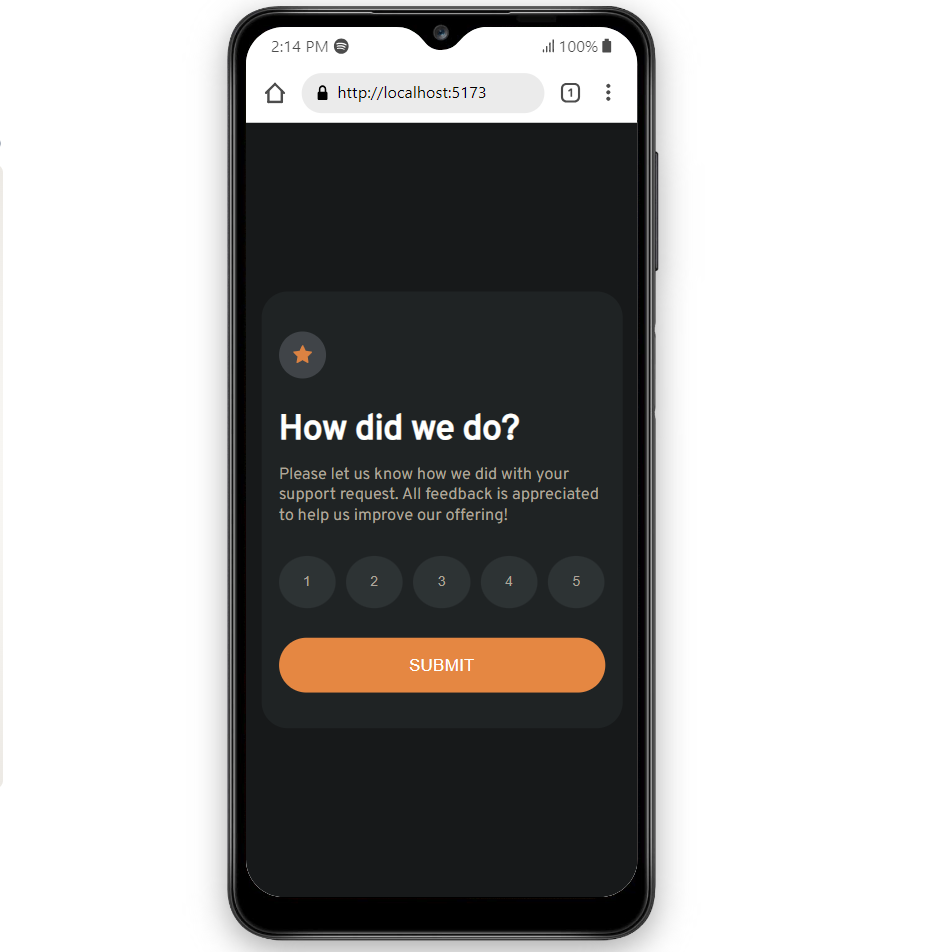 2:14 PM 100%
http://localhost:5173 1
How did we do?
Please let us know how we did with your
support request. All feedback is appreciated
to help us improve our offering!
1 2 3 4 5
SUBMIT